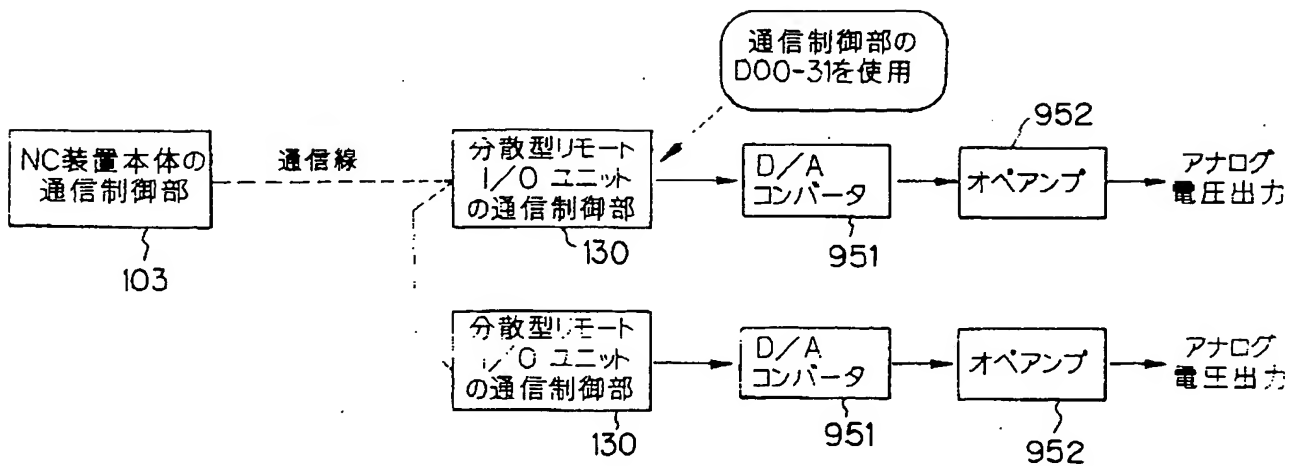 通信制御部の
DO0-31を使用
952
NC装置本体の
通信制御部
通信線
分散型リモート
I/O ユニット
の通信制御部
D/A
コンバータ
オペアンプ
アナログ
電圧出力
103
130
951
分散型リモート
I/O ユニット
の通信制御部
D/A
コンバータ
オペアンプ
アナログ
電圧出力
130
951
952